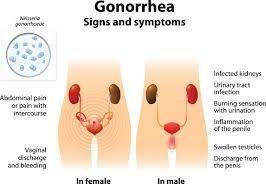 Gonorrhea
Signs and symptoms
Neisseria
gonorrhoeae
Abdominal pain
or pain with
intercourse
Vaginal
discharge
and bleeding
In female
In male
Infected kidneys
Urinary tract
infection
Burning sensation
with urination
Inflammation
of the penile
Swollen testicles
Discharge from the
penis